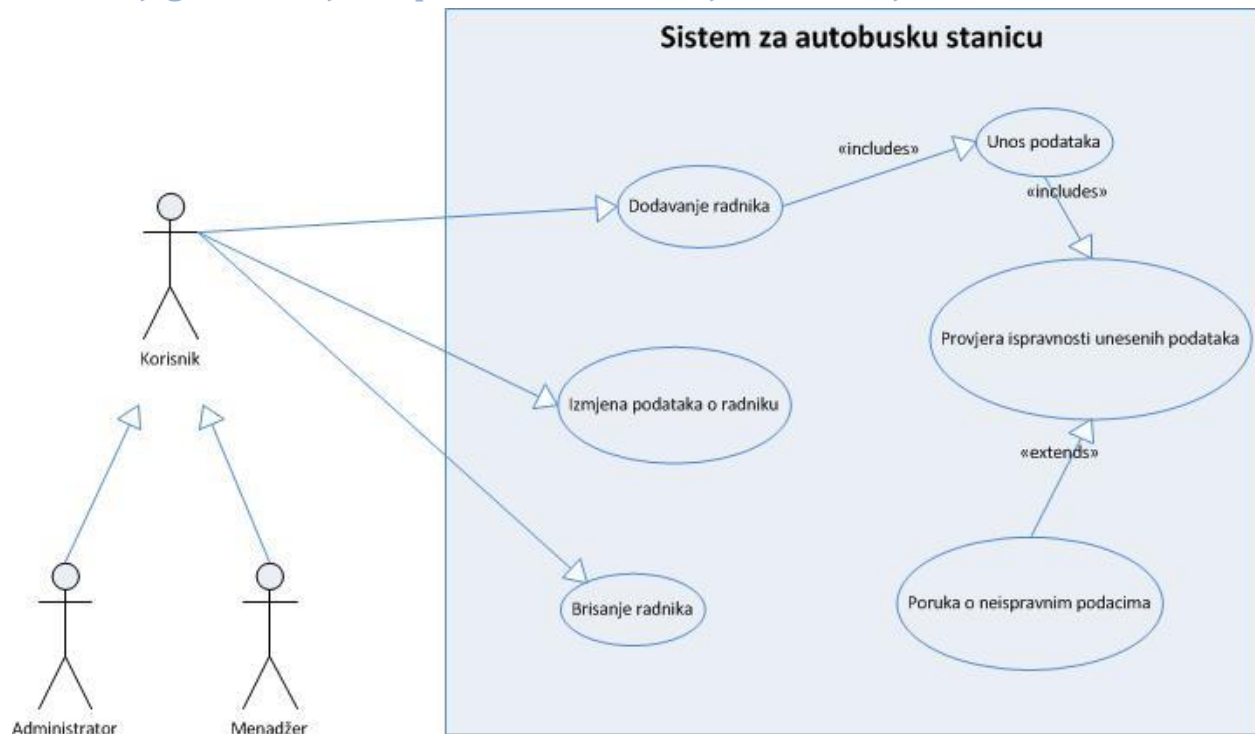 Sistem za autobusku stanicu
Unos podataka
«includes»
«includes»
Dodavanje radnika
Provjera ispravnosti unesenih podataka
Korisnik
Izmjena podataka o radniku
«extends»
Brisanje radnika
Poruka o neispravnim podacima
Administrator
Menadžer